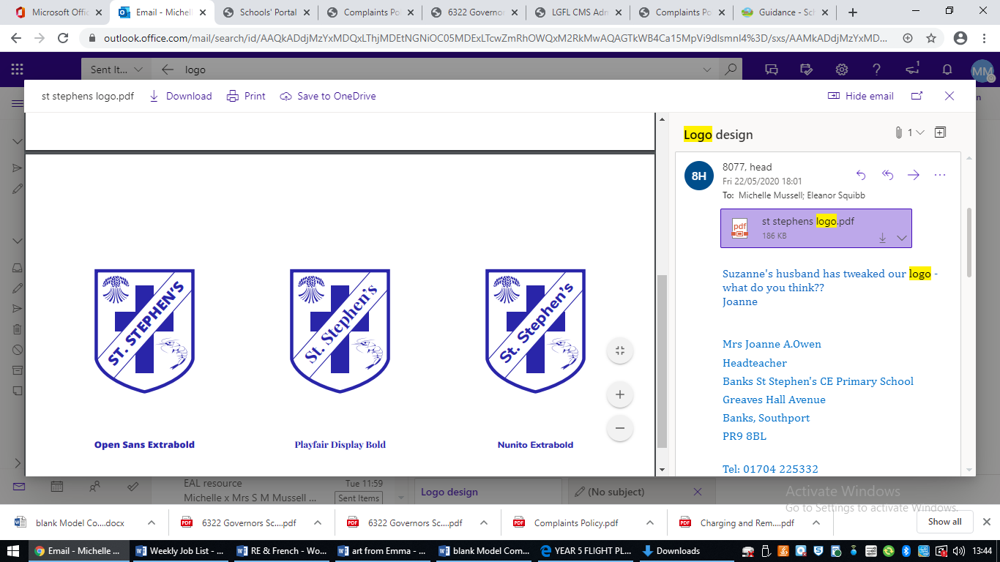 Microsoft Offic
Email - Michell
Schools' Portal
Complaints Po
6322 Governor
LGFL CMS Adm
Complaints Po
Guidance - Sch
outlook.office.com/mail/search/id/AAQkADdjMzYxMDQxLThjMDEtNGNiOC05MDExLTcwZmRhOWQxM2RkMwAQAGTkWB4Ca15MpVi9dIsmnI4%3D/sxs/AAMkADdjMzYxMD...
Sent It...
logo
1
MM
st stephens logo.pdf
Download
Print
Save to OneDrive
Hide email
Logo design
1
8H
8077, head
Fri 22/05/2020 18:01
To: Michelle Mussell; Eleanor Squibb
pdf
st stephens logo.pdf
186 KB
Suzanne's husband has tweaked our logo -
what do you think??
Joanne
Mrs Joanne A.Owen
Headteacher
Banks St Stephen's CE Primary School
Greaves Hall Avenue
Banks, Southport
PR9 8BL
Tel: 01704 225332
ST. STEPHEN'S
St. Stephen's
St. Stephen's
Open Sans Extrabold
Playfair Display Bold
Nunito Extrabold
EAL resource
Tue 11:59
Michelle x Mrs S M Mussell ...
Sent Items
Logo design
(No subject)
Activate Windows
Go to Settings to activate Windows.
blank Model Co....docx
6322 Governors Sc....pdf
6322 Governors Sc....pdf
Complaints Policy.pdf
Charging and Rem....pdf
Show all
Email - Michelle ...
Weekly Job List - ...
RE & French - Wo...
art from Emma - ...
blank Model Com...
YEAR 5 FLIGHT PL...
Downloads
13:44